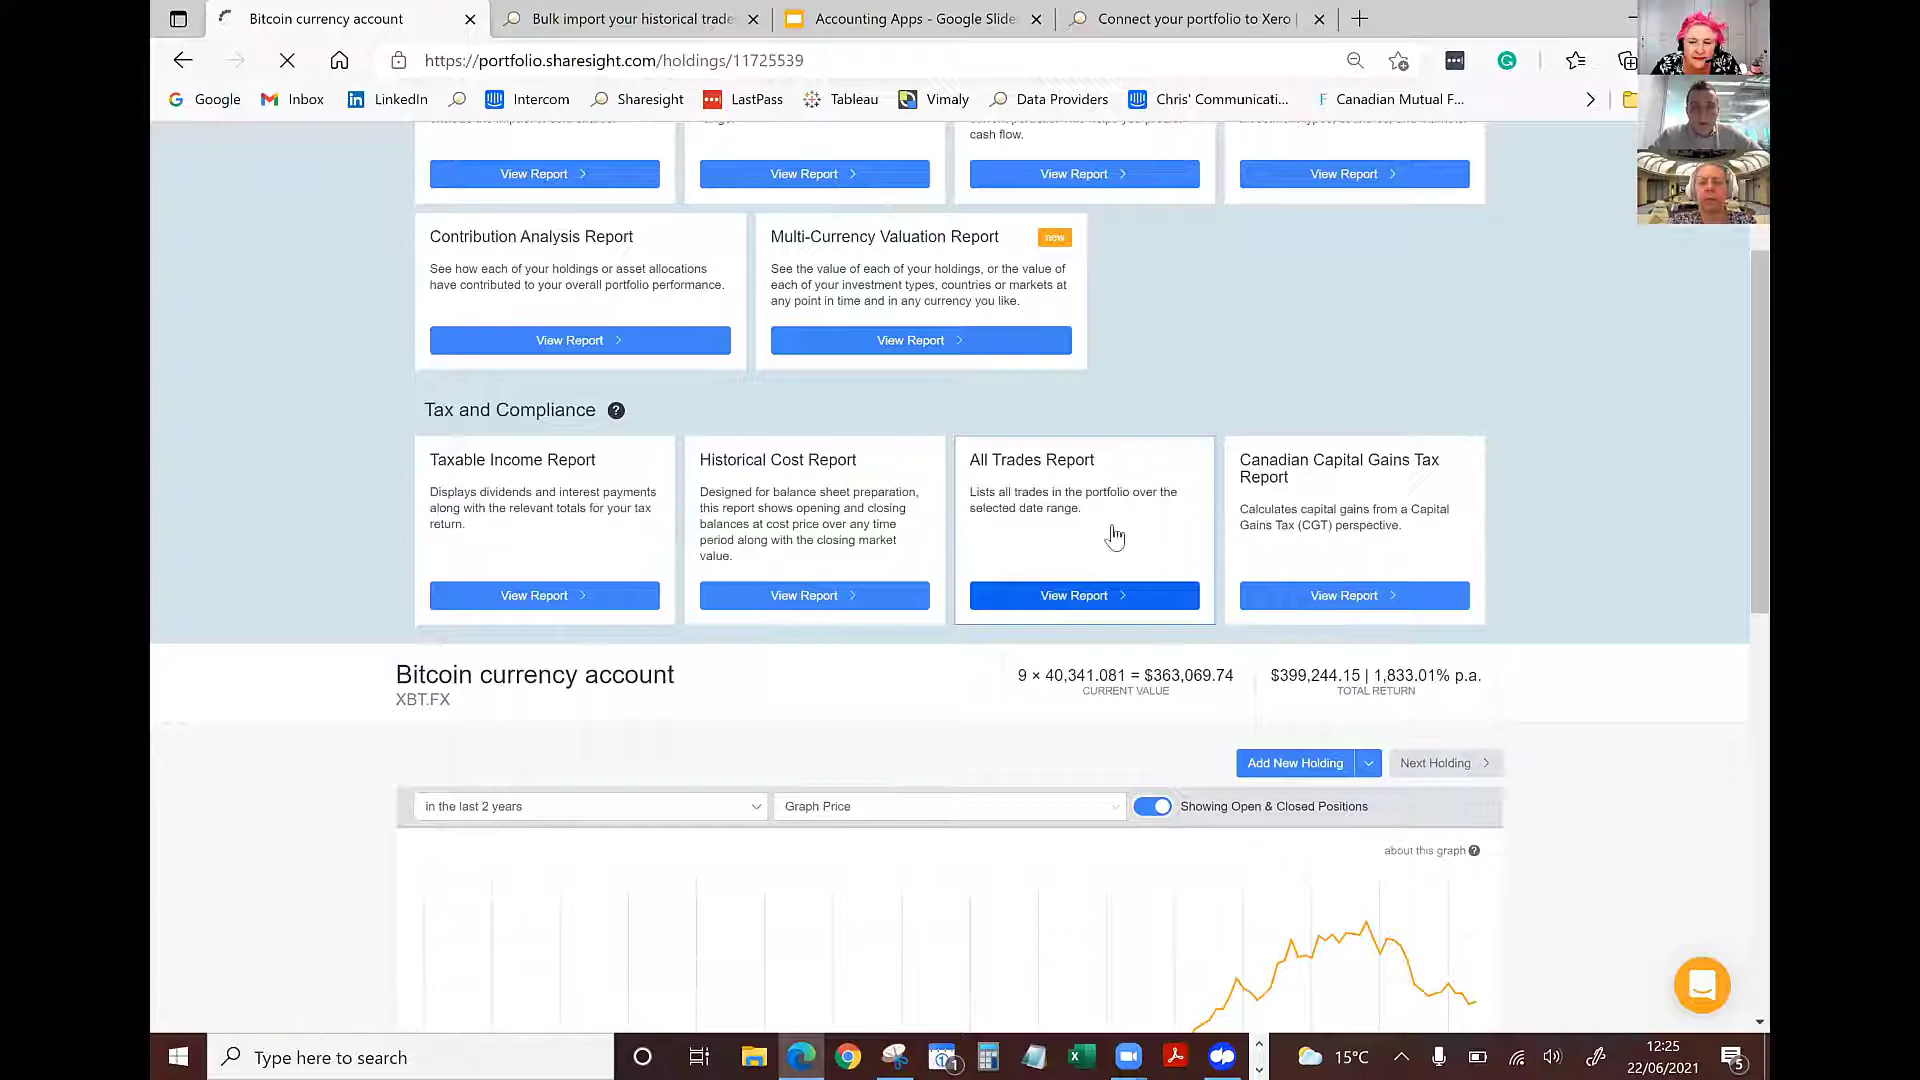 Bitcoin currency account
Bulk import your historical trade
Accounting Apps - Google Slide
Connect your portfolio to Xero |
https://portfolio.sharesight.com/holdings/11725539
Google
Inbox
LinkedIn
Intercom
Sharesight
LastPass
Tableau
Vimaly
Data Providers
Chris' Communicati...
Canadian Mutual F...
cash flow.
View Report
View Report
View Report
View Report
Contribution Analysis Report
See how each of your holdings or asset allocations
have contributed to your overall portfolio performance.
View Report
Multi-Currency Valuation Report
new
See the value of each of your holdings, or the value of
each of your investment types, countries or markets at
any point in time and in any currency you like.
View Report
Tax and Compliance ?
Taxable Income Report
Displays dividends and interest payments
along with the relevant totals for your tax
return.
View Report
Historical Cost Report
Designed for balance sheet preparation,
this report shows opening and closing
balances at cost price over any time
period along with the closing market
value.
View Report
All Trades Report
Lists all trades in the portfolio over the
selected date range.
View Report
Canadian Capital Gains Tax
Report
Calculates capital gains from a Capital
Gains Tax (CGT) perspective.
View Report
Bitcoin currency account
XBT.FX
9 × 40,341.081 = $363,069.74
CURRENT VALUE
$399,244.15 | 1,833.01% p.a.
TOTAL RETURN
Add New Holding
Next Holding
in the last 2 years
Graph Price
Showing Open & Closed Positions
about this graph ?
Type here to search
15°C
12:25
22/06/2021
5